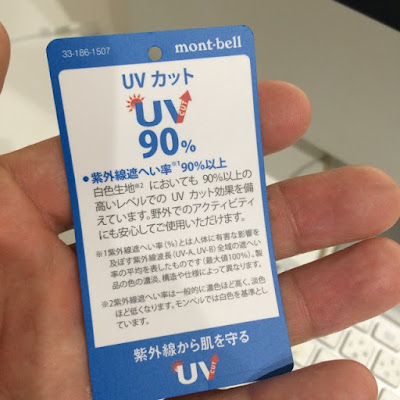 33-186-1507
mont-bell
UV カット
UV CUT
90%
●紫外線遮へい率※1 90%以上
白色生地※2 においても 90%以上の
高いレベルでの UV カット効果を備
えています。野外でのアクティビティ
にも安心してご使用いただけます。
※1紫外線遮へい率(%)とは人体に有害な影響を
及ぼす紫外線波長(UV-A、UV-B)全域の遮へい
率の平均を表したものです(最大値100%)。製
品の色の濃淡、構造や仕様によって異なります。
※2紫外線遮へい率は一般的に濃色ほど高く、淡色
ほど低くなります。モンベルでは白色を基準とし
ています。
紫外線から肌を守る
UV CUT